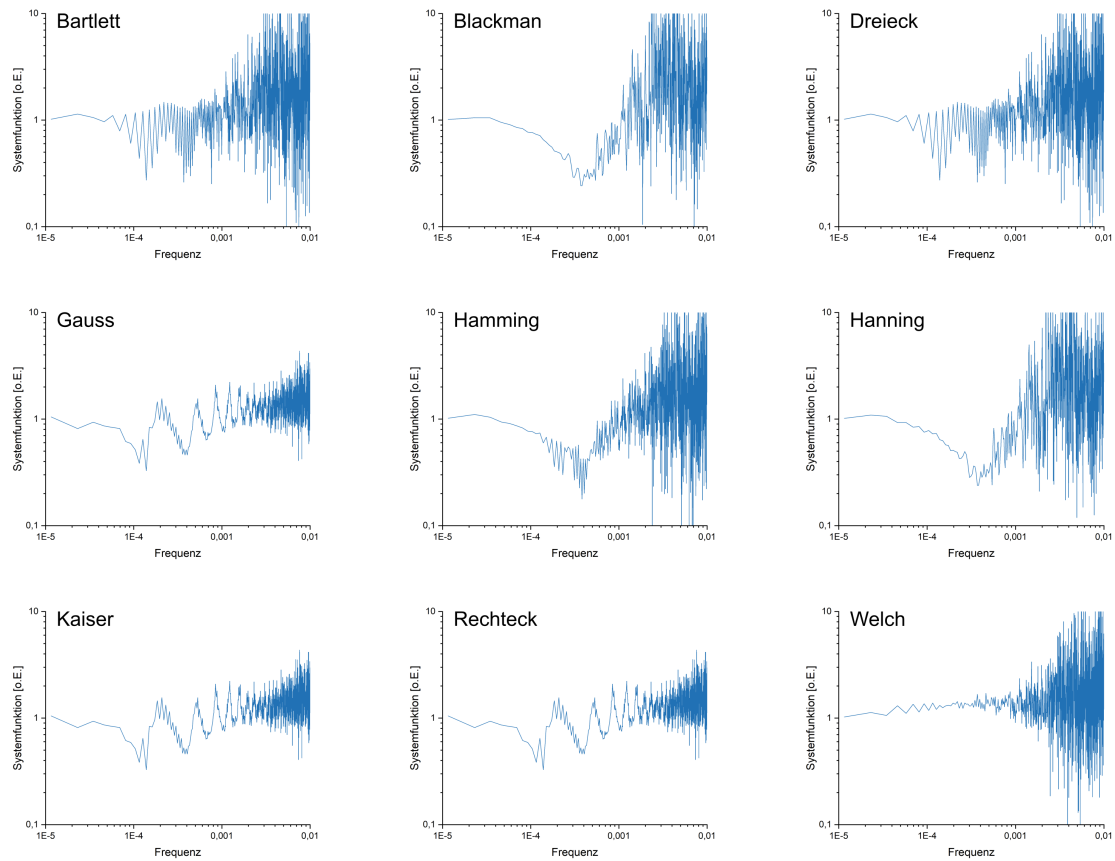 Bartlett
Systemfunktion [o.E.]
10
1
0,1
1E-5
1E-4
0,001
0,01
Frequenz
Blackman
Systemfunktion [o.E.]
10
1
0,1
1E-5
1E-4
0,001
0,01
Frequenz
Dreieck
Systemfunktion [o.E.]
10
1
0,1
1E-5
1E-4
0,001
0,01
Frequenz
Gauss
Systemfunktion [o.E.]
10
1
0,1
1E-5
1E-4
0,001
0,01
Frequenz
Hamming
Systemfunktion [o.E.]
10
1
0,1
1E-5
1E-4
0,001
0,01
Frequenz
Hanning
Systemfunktion [o.E.]
10
1
0,1
1E-5
1E-4
0,001
0,01
Frequenz
Kaiser
Systemfunktion [o.E.]
10
1
0,1
1E-5
1E-4
0,001
0,01
Frequenz
Rechteck
Systemfunktion [o.E.]
10
1
0,1
1E-5
1E-4
0,001
0,01
Frequenz
Welch
Systemfunktion [o.E.]
10
1
0,1
1E-5
1E-4
0,001
0,01
Frequenz